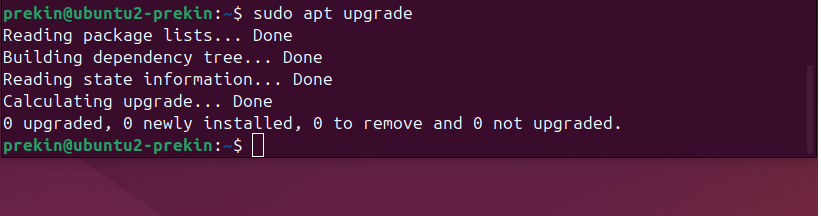 prekin@ubuntu2-prekin:~$ sudo apt upgrade
Reading package lists... Done
Building dependency tree... Done
Reading state information... Done
Calculating upgrade... Done
0 upgraded, 0 newly installed, 0 to remove and 0 not upgraded.
prekin@ubuntu2-prekin:~$